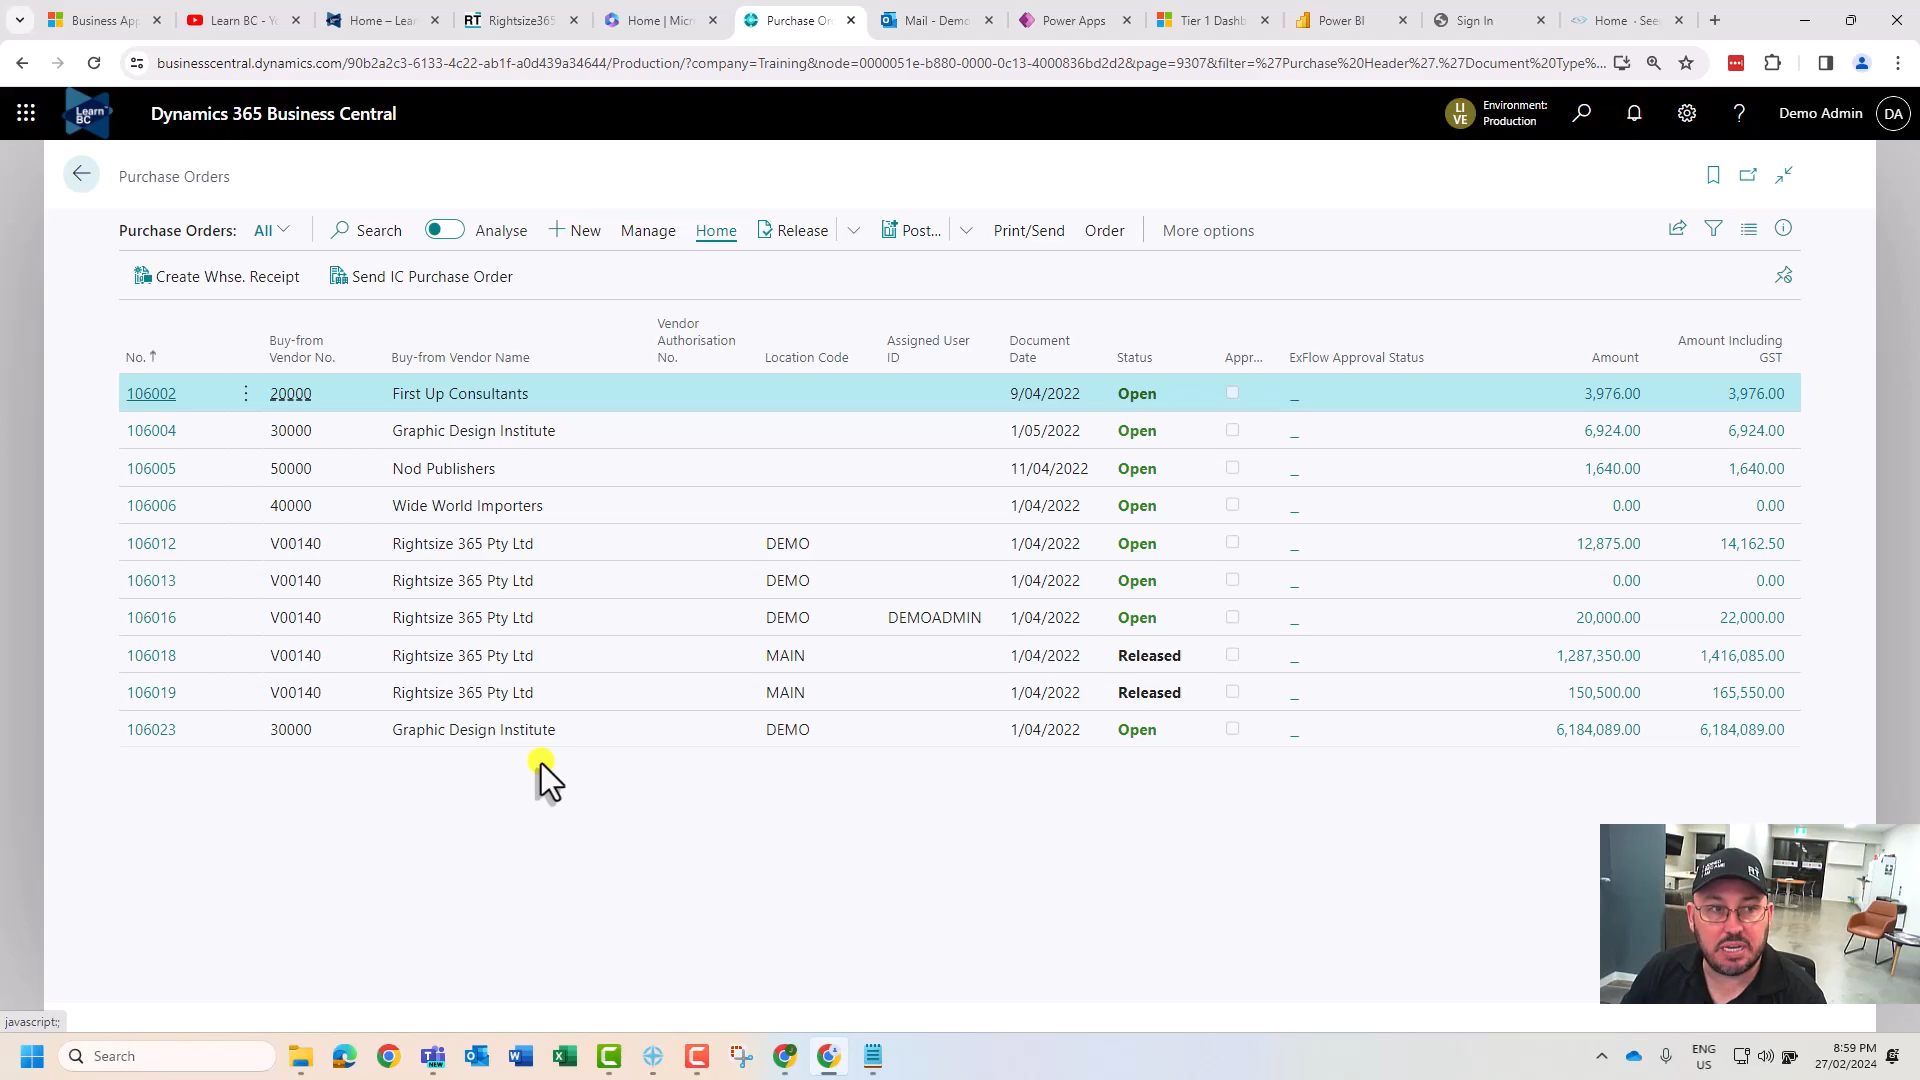 Business App
Learn BC - Yo
Home – Lear
RT Rightsize365
Home | Micr
Purchase Or
Mail - Demo
Power Apps
Tier 1 Dashb
Power BI
Sign In
Home - See
businesscentral.dynamics.com/90b2a2c3-6133-4c22-ab1f-a0d439a34644/Production/?company=Training&node=0000051e-b880-0000-0c13-4000836bd2d2&page=9307&filter=%27Purchase%20Header%27.%27Document%20Type%...
Learn BC
Dynamics 365 Business Central
LI VE
Environment: Production
?
Demo Admin
DA
Purchase Orders
Purchase Orders: All
Search
Analyse
New
Manage
Home
Release
Post...
Print/Send
Order
More options
Create Whse. Receipt
Send IC Purchase Order
No. ↑
Buy-from Vendor No.
Buy-from Vendor Name
Vendor Authorisation No.
Location Code
Assigned User ID
Document Date
Status
Appr...
ExFlow Approval Status
Amount
Amount Including GST
106002 20000 First Up Consultants 9/04/2022 Open _ 3,976.00 3,976.00
106004 30000 Graphic Design Institute 1/05/2022 Open _ 6,924.00 6,924.00
106005 50000 Nod Publishers 11/04/2022 Open _ 1,640.00 1,640.00
106006 40000 Wide World Importers 1/04/2022 Open _ 0.00 0.00
106012 V00140 Rightsize 365 Pty Ltd DEMO 1/04/2022 Open _ 12,875.00 14,162.50
106013 V00140 Rightsize 365 Pty Ltd DEMO 1/04/2022 Open _ 0.00 0.00
106016 V00140 Rightsize 365 Pty Ltd DEMO DEMOADMIN 1/04/2022 Open _ 20,000.00 22,000.00
106018 V00140 Rightsize 365 Pty Ltd MAIN 1/04/2022 Released _ 1,287,350.00 1,416,085.00
106019 V00140 Rightsize 365 Pty Ltd MAIN 1/04/2022 Released _ 150,500.00 165,550.00
106023 30000 Graphic Design Institute DEMO 1/04/2022 Open _ 6,184,089.00 6,184,089.00
javascript:;
Search
ENG
US
8:59 PM
27/02/2024